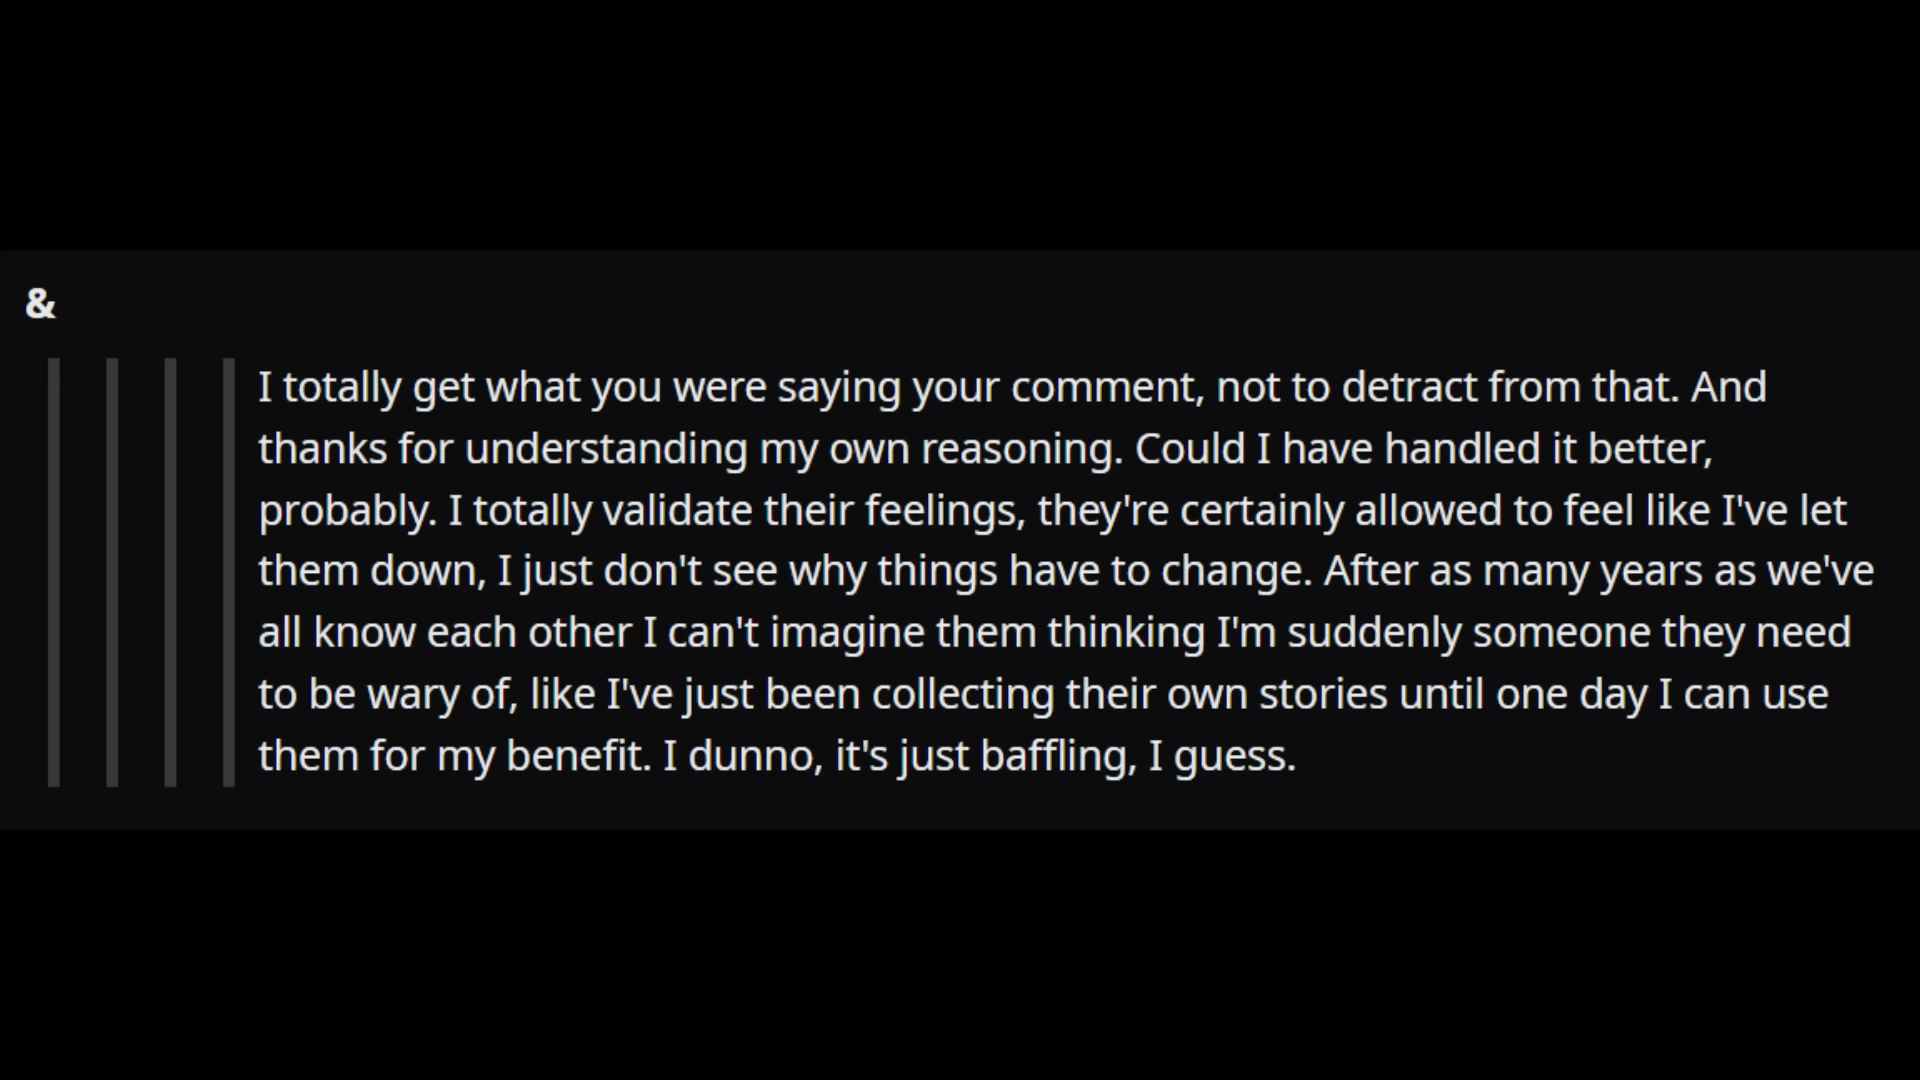 &
I totally get what you were saying your comment, not to detract from that. And
thanks for understanding my own reasoning. Could I have handled it better,
probably. I totally validate their feelings, they're certainly allowed to feel like I've let
them down, I just don't see why things have to change. After as many years as we've
all know each other I can't imagine them thinking I'm suddenly someone they need
to be wary of, like I've just been collecting their own stories until one day I can use
them for my benefit. I dunno, it's just baffling, I guess.